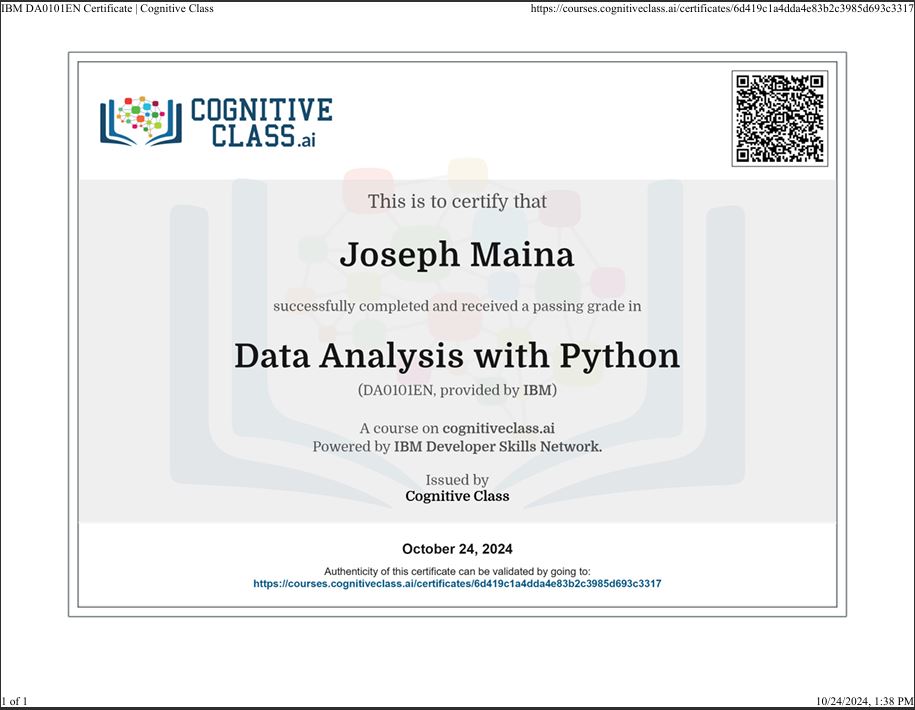 IBM DA0101EN Certificate | Cognitive Class
https://courses.cognitiveclass.ai/certificates/6d419c1a4dda4e83b2c3985d693c3317
COGNITIVE
CLASS.ai
This is to certify that
Joseph Maina
successfully completed and received a passing grade in
Data Analysis with Python
(DA0101EN, provided by IBM)
A course on cognitiveclass.ai
Powered by IBM Developer Skills Network.
Issued by
Cognitive Class
October 24, 2024
Authenticity of this certificate can be validated by going to:
https://courses.cognitiveclass.ai/certificates/6d419c1a4dda4e83b2c3985d693c3317
1 of 1
10/24/2024, 1:38 PM